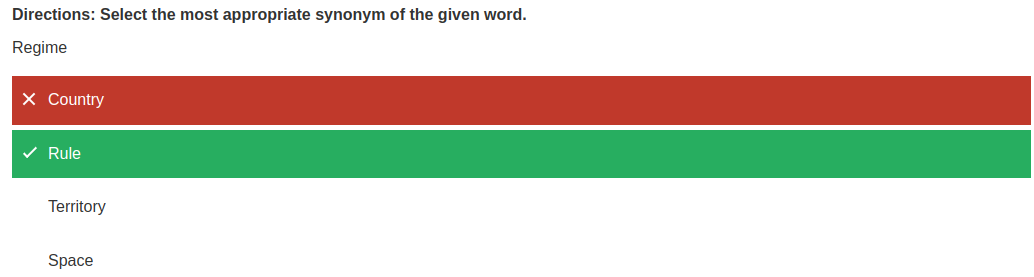 Directions: Select the most appropriate synonym of the given word.
Regime
Country
Rule
Territory
Space